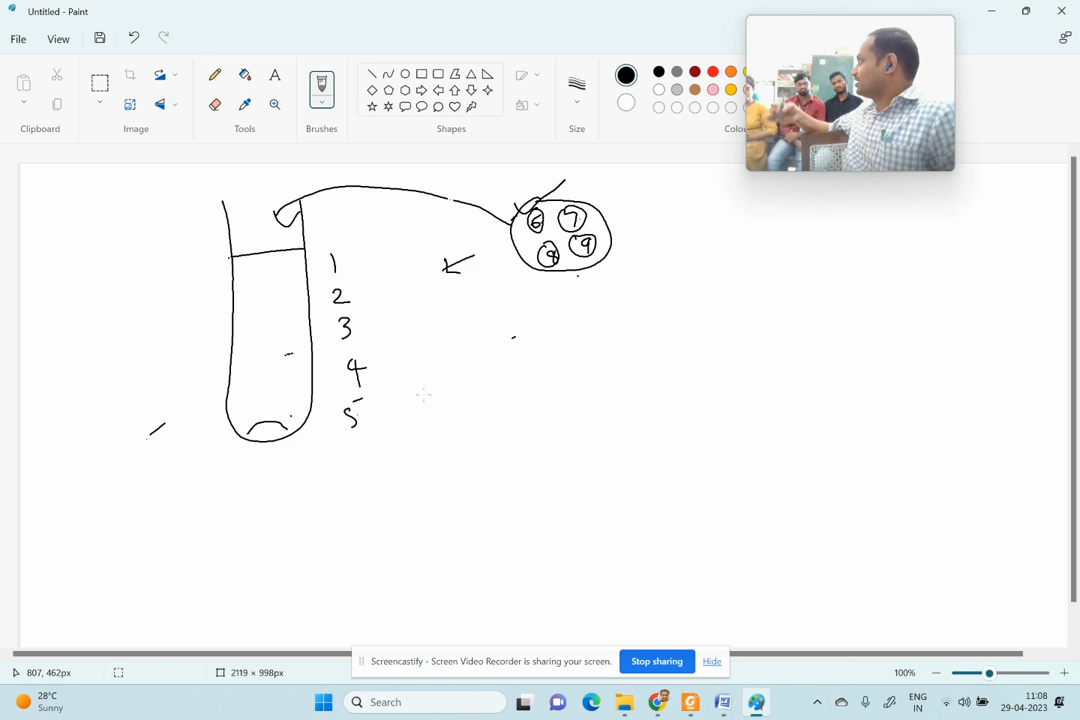 Untitled - Paint
File View
Clipboard Image Tools Brushes Shapes Size Colou
6 7
8 9
1
2
3
4
5
Screencastify - Screen Video Recorder is sharing your screen. Stop sharing Hide
807, 462px 2119 × 998px 100%
28°C
Sunny
Search
ENG
IN
11:08
29-04-2023